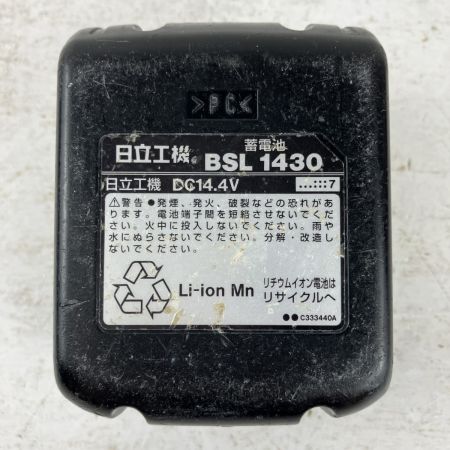 >PC<
日立工機 蓄電池 BSL 1430
日立工機 DC14.4V ...:::7
⚠警告●発煙、発火、破裂などの恐れがあ
ります。電池端子間を短絡させないでくだ
さい。火中に投入しないでください。雨や
水にぬらさないでください。分解・改造し
ないでください。
Li-ion Mn
リチウムイオン電池は
リサイクルへ
●●C333440A